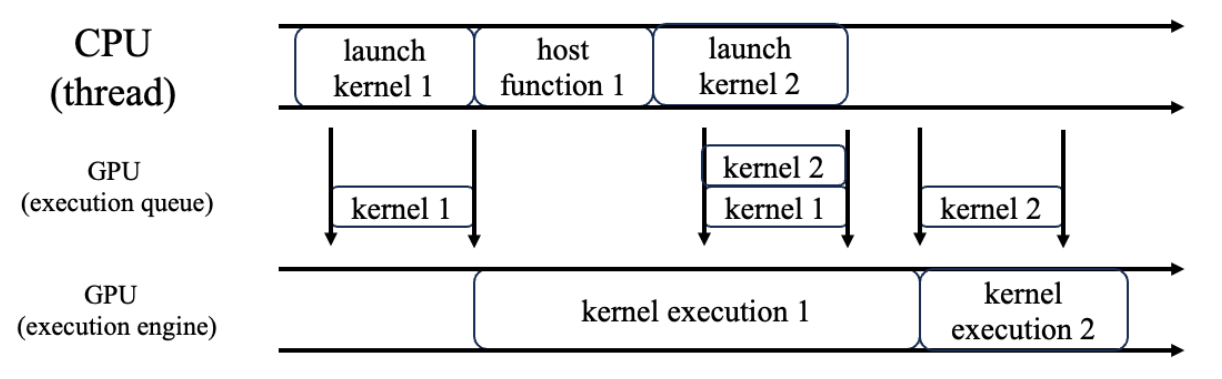 CPU
(thread)
launch
kernel 1
host
function 1
launch
kernel 2
GPU
(execution queue)
kernel 1
kernel 2
kernel 1
kernel 2
GPU
(execution engine)
kernel execution 1
kernel
execution 2